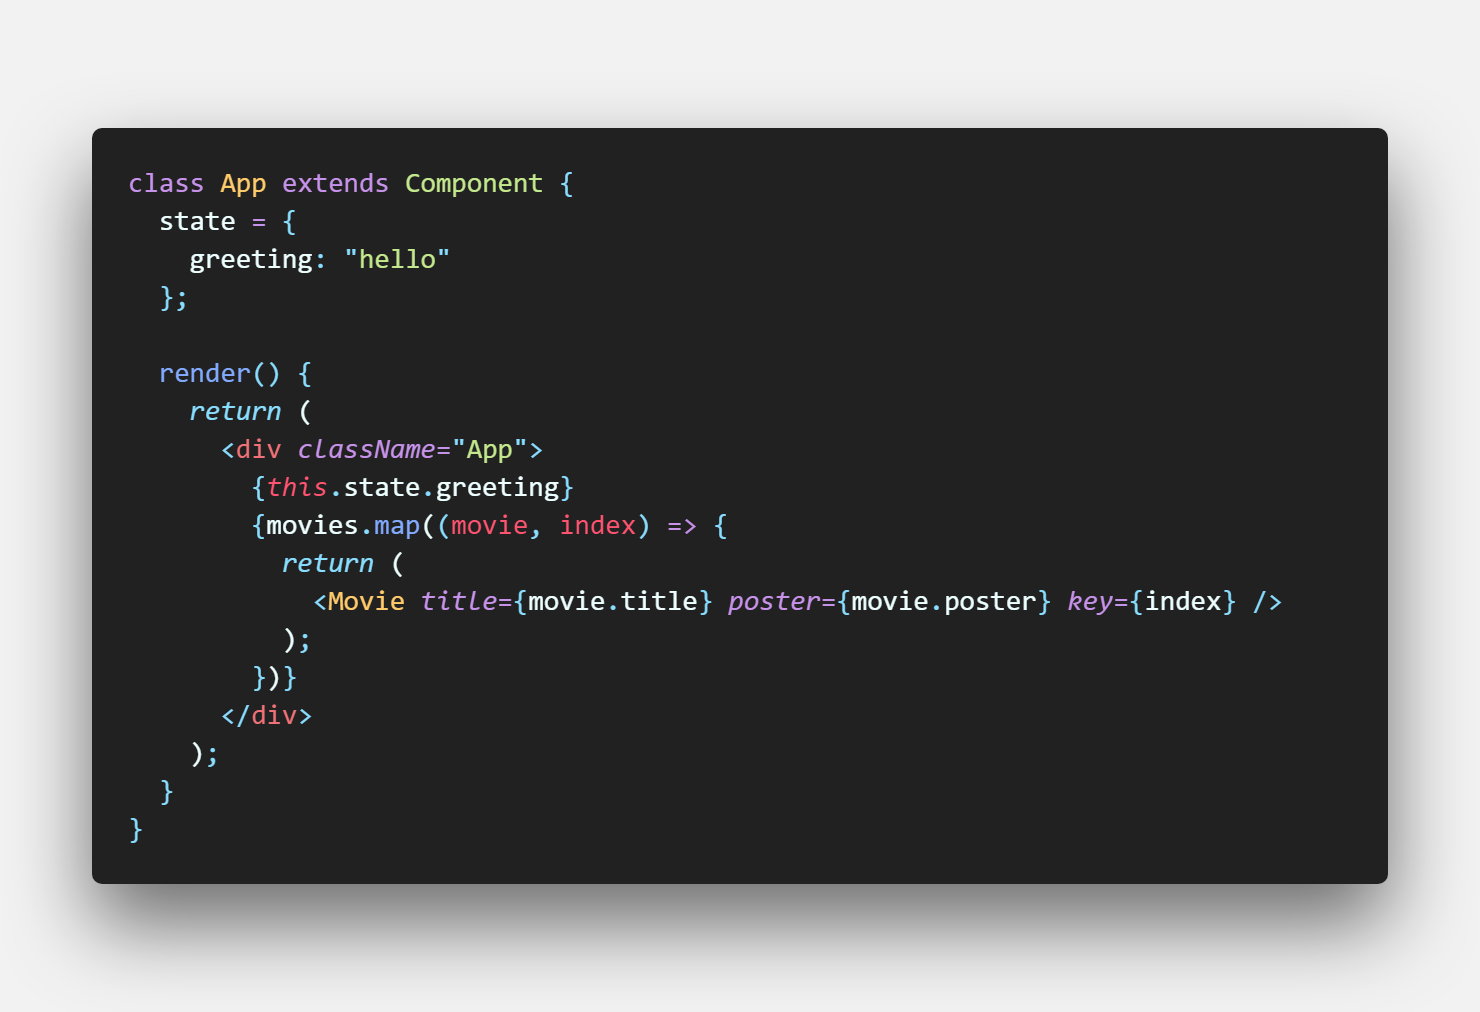 class App extends Component {
  state = {
    greeting: "hello"
  };

  render() {
    return (
      <div className="App">
        {this.state.greeting}
        {movies.map((movie, index) => {
          return (
            <Movie title={movie.title} poster={movie.poster} key={index} />
          );
        })}
      </div>
    );
  }
}